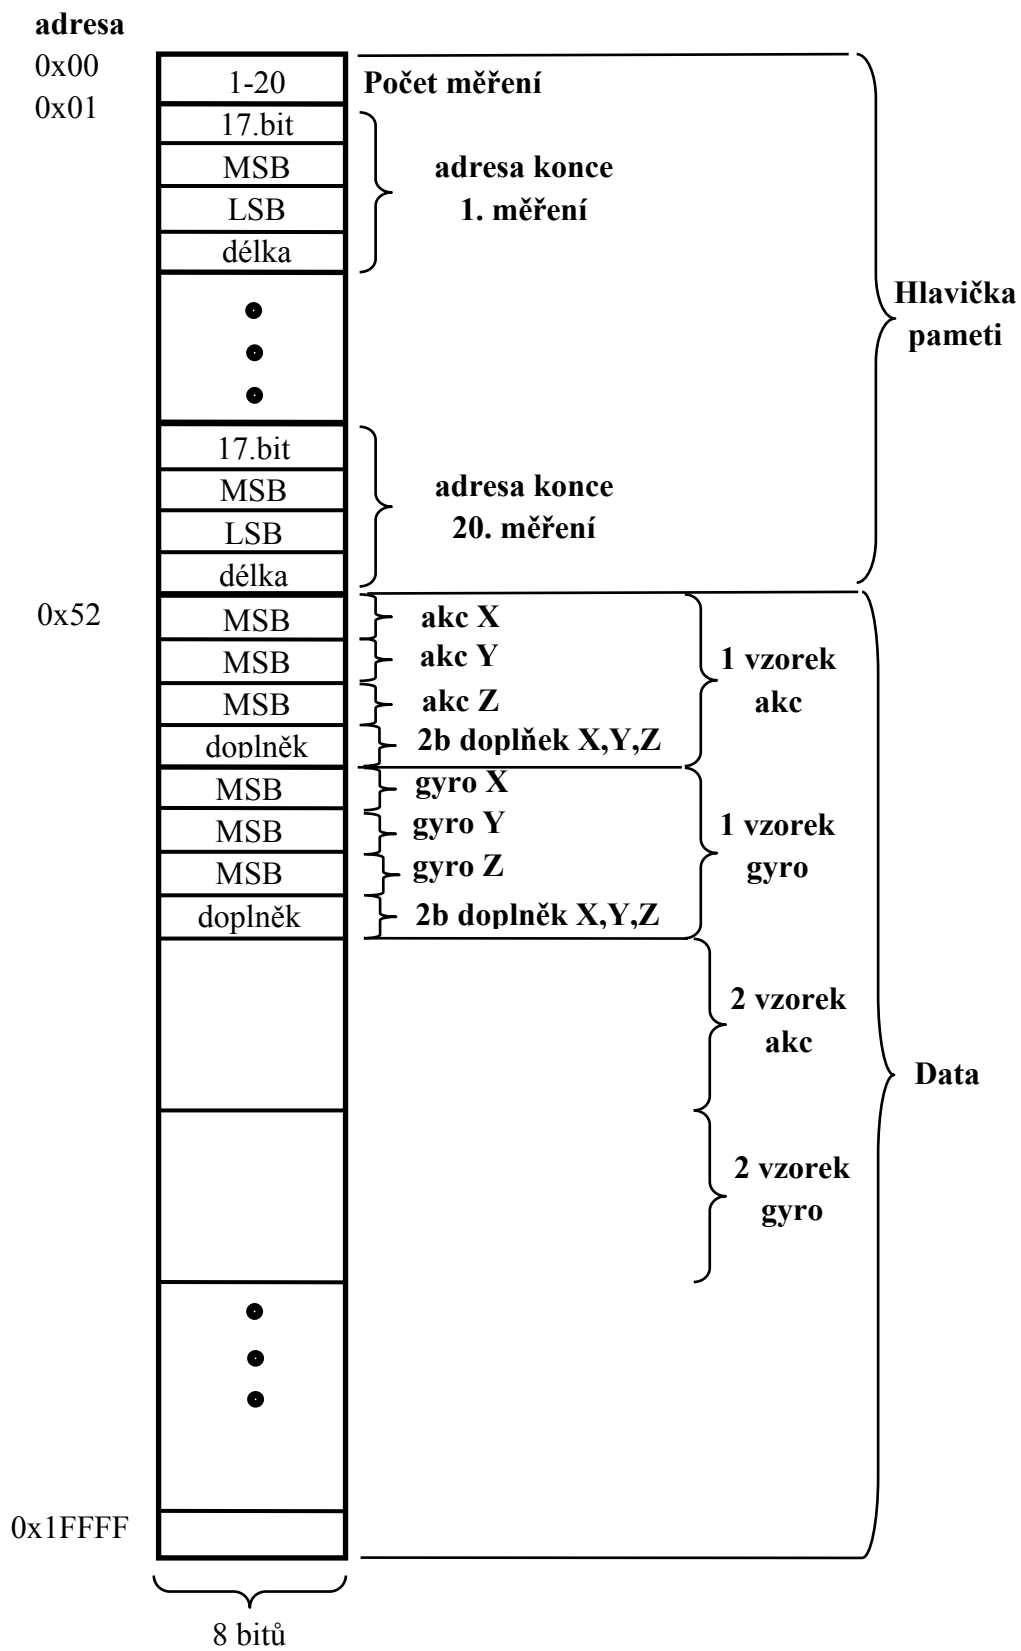 adresa
0x00
1-20
Počet měření
0x01
17.bit
MSB
LSB
délka
adresa konce
1. měření
Hlavička
pameti
17.bit
MSB
LSB
délka
adresa konce
20. měření
0x52
MSB
akc X
MSB
akc Y
MSB
akc Z
doplněk
2b doplňek X,Y,Z
1 vzorek
akc
MSB
gyro X
MSB
gyro Y
MSB
gyro Z
doplněk
2b doplněk X,Y,Z
1 vzorek
gyro
2 vzorek
akc
Data
2 vzorek
gyro
0x1FFFF
8 bitů